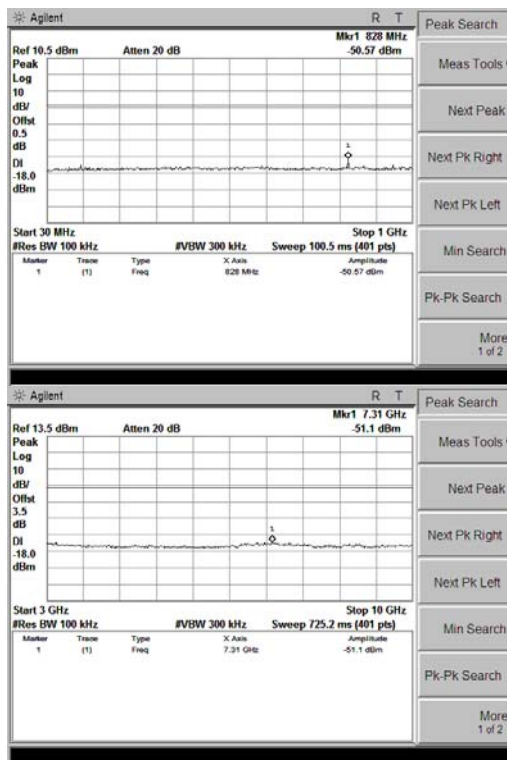 Agilent R T
Mkr1 828 MHz
Ref 10.5 dBm Atten 20 dB -50.57 dBm
Peak
Log
10
dB/
Offst
0.5
dB
DI
-18.0
dBm
1
Start 30 MHz Stop 1 GHz
#Res BW 100 kHz #VBW 300 kHz Sweep 100.5 ms (401 pts)
Marker Trace Type X Axis Amplitude
1 (1) Freq 828 MHz -50.57 dBm
Peak Search
Meas Tools
Next Peak
Next Pk Right
Next Pk Left
Min Search
Pk-Pk Search
More
1 of 2
Agilent R T
Mkr1 7.31 GHz
Ref 13.5 dBm Atten 20 dB -51.1 dBm
Peak
Log
10
dB/
Offst
3.5
dB
DI
-18.0
dBm
1
Start 3 GHz Stop 10 GHz
#Res BW 100 kHz #VBW 300 kHz Sweep 725.2 ms (401 pts)
Marker Trace Type X Axis Amplitude
1 (1) Freq 7.31 GHz -51.1 dBm
Peak Search
Meas Tools
Next Peak
Next Pk Right
Next Pk Left
Min Search
Pk-Pk Search
More
1 of 2